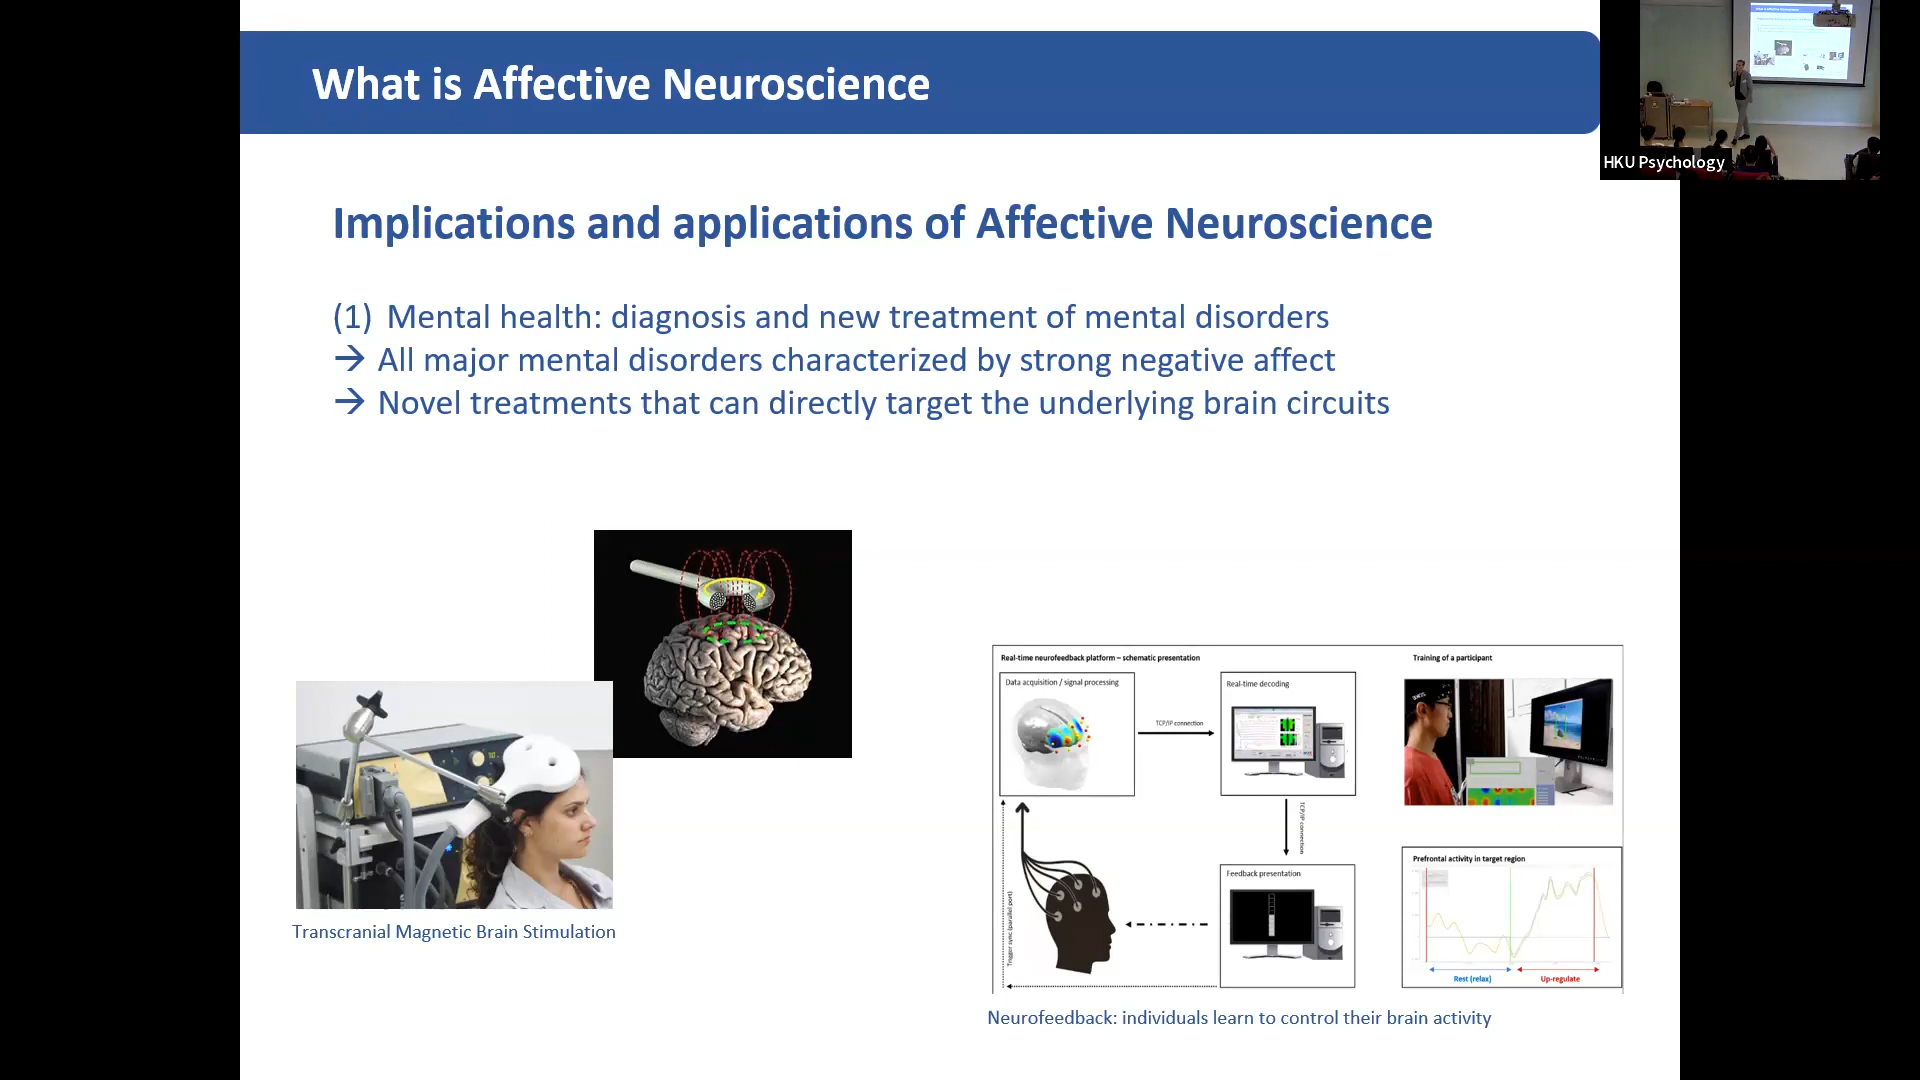 What is Affective Neuroscience
HKU Psychology
Implications and applications of Affective Neuroscience
(1) Mental health: diagnosis and new treatment of mental disorders
→ All major mental disorders characterized by strong negative affect
→ Novel treatments that can directly target the underlying brain circuits
Real-time neurofeedback platform – schematic presentation
Training of a participant
Data acquisition / signal processing
Real-time decoding
TCP/IP connection
TCP/IP connection
Prefrontal activity in target region
Feedback presentation
Trigger sync (parallel port)
Rest (relax)
Up-regulate
Transcranial Magnetic Brain Stimulation
Neurofeedback: individuals learn to control their brain activity